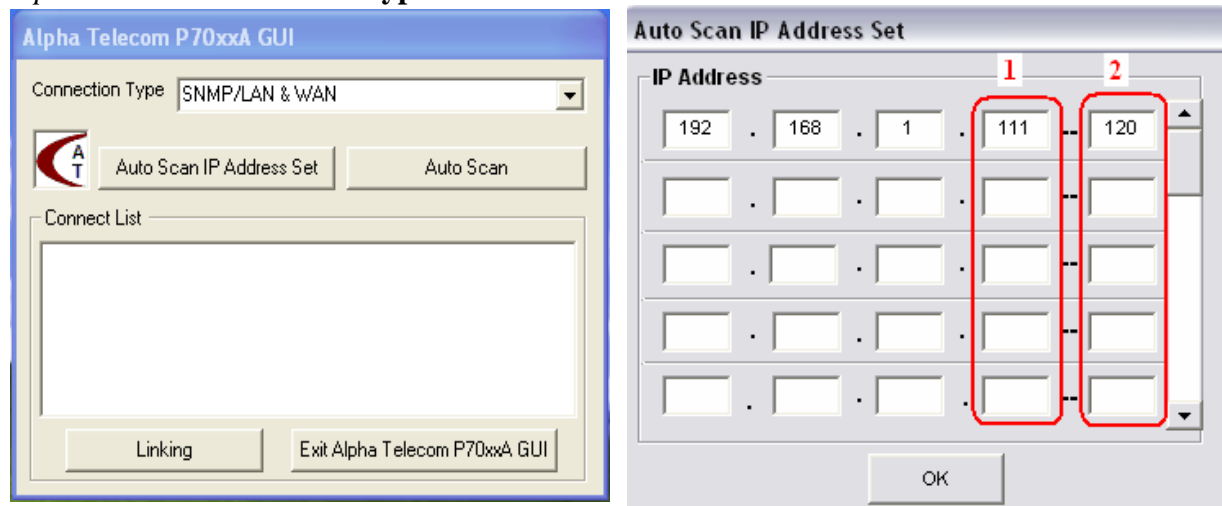 Alpha Telecom P70xxA GUI
Connection Type SNMP/LAN & WAN
A
T
Auto Scan IP Address Set Auto Scan
Connect List
Linking Exit Alpha Telecom P70xxA GUI
Auto Scan IP Address Set
IP Address 1 2
192 . 168 . 1 . 111 -- 120
. . . --
. . . --
. . . --
. . . --
OK